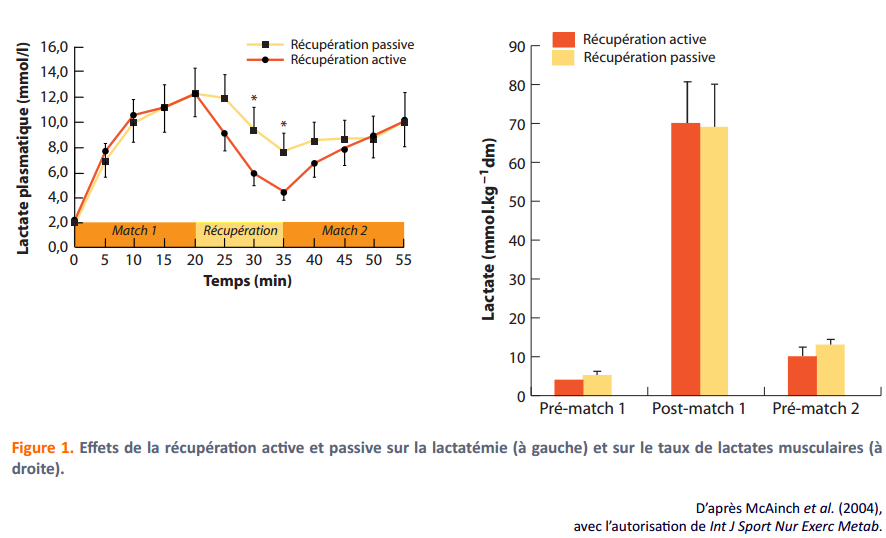 Lactate plasmatique (mmol/l)
16,0
14,0
12,0
10,0
8,0
6,0
4,0
2,0
0,0
Récupération passive
Récupération active
*
*
Match 1
Récupération
Match 2
0 5 10 15 20 25 30 35 40 45 50 55
Temps (min)
Lactate (mmol.kg⁻¹dm)
90
80
70
60
50
40
30
20
10
0
Récupération active
Récupération passive
Pré-match 1
Post-match 1
Pré-match 2
Figure 1. Effets de la récupération active et passive sur la lactatémie (à gauche) et sur le taux de lactates musculaires (à
droite).
D’après McAinch et al. (2004),
avec l’autorisation de Int J Sport Nur Exerc Metab.